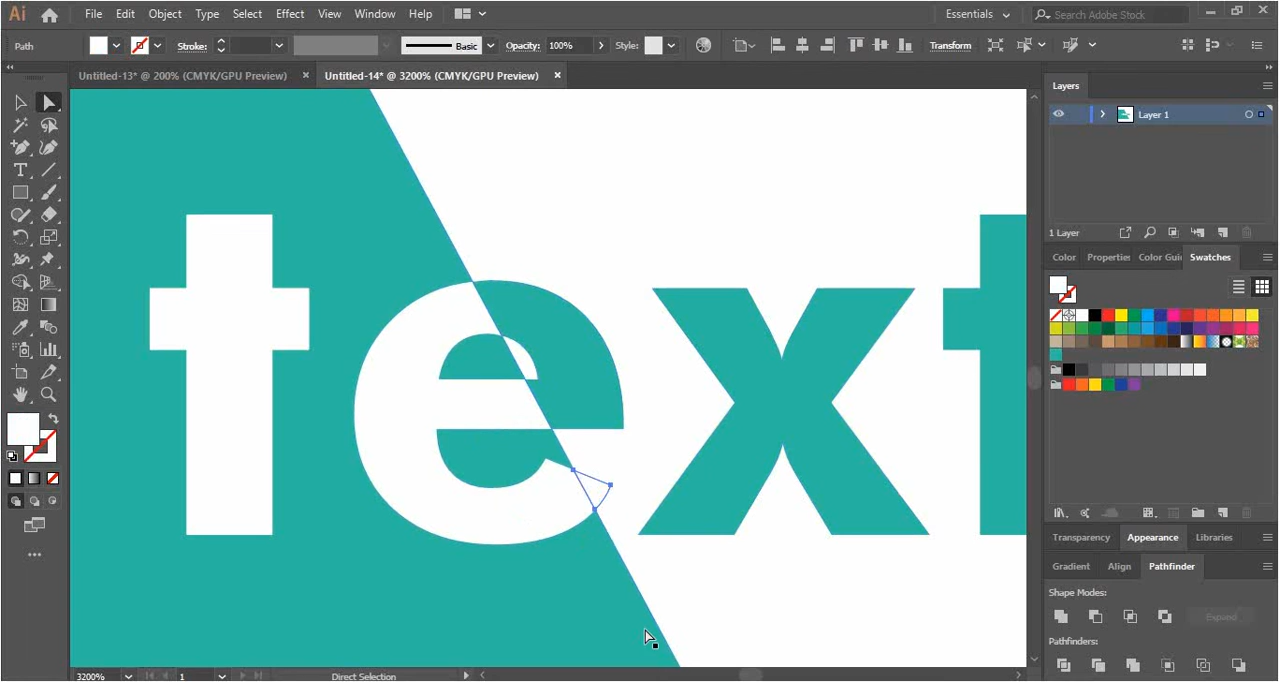 Ai File Edit Object Type Select Effect View Window Help Essentials Search Adobe Stock
Path Stroke: Basic Opacity: 100% Style: Transform
Untitled-13* @ 200% (CMYK/GPU Preview) × Untitled-14* @ 3200% (CMYK/GPU Preview) ×
Layers
Layer 1
text
1 Layer
Color Properties Color Gui Swatches
Transparency Appearance Libraries
Gradient Align Pathfinder
Shape Modes:
Expand
Pathfinders:
3200% 1 Direct Selection